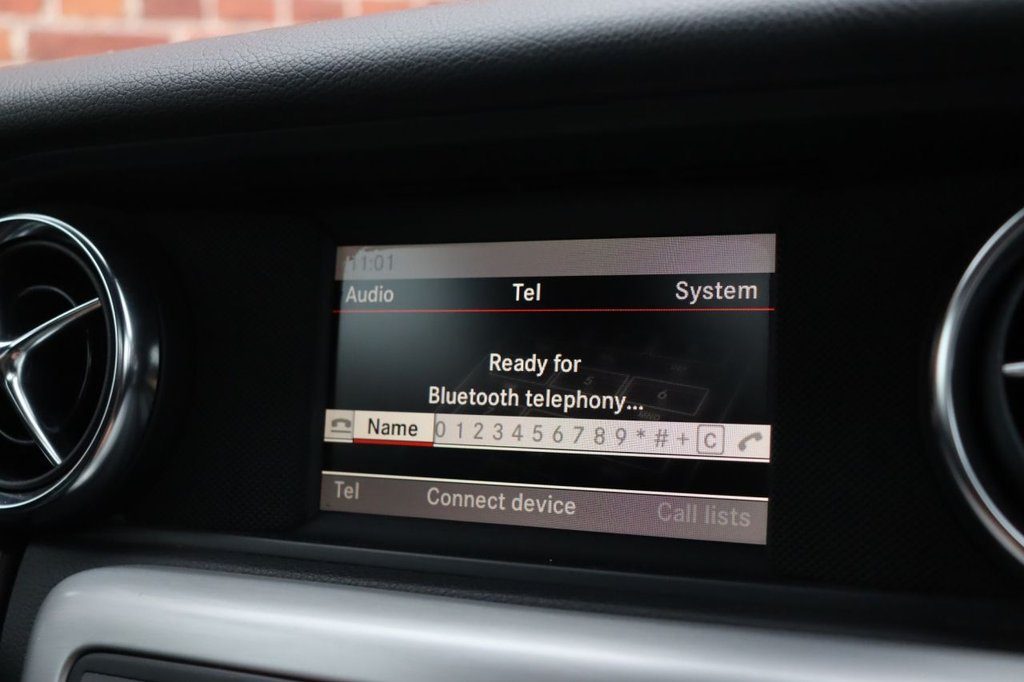 11:01
Audio Tel System
Ready for
Bluetooth telephony...
Name 0 1 2 3 4 5 6 7 8 9 * # + C
Tel Connect device Call lists